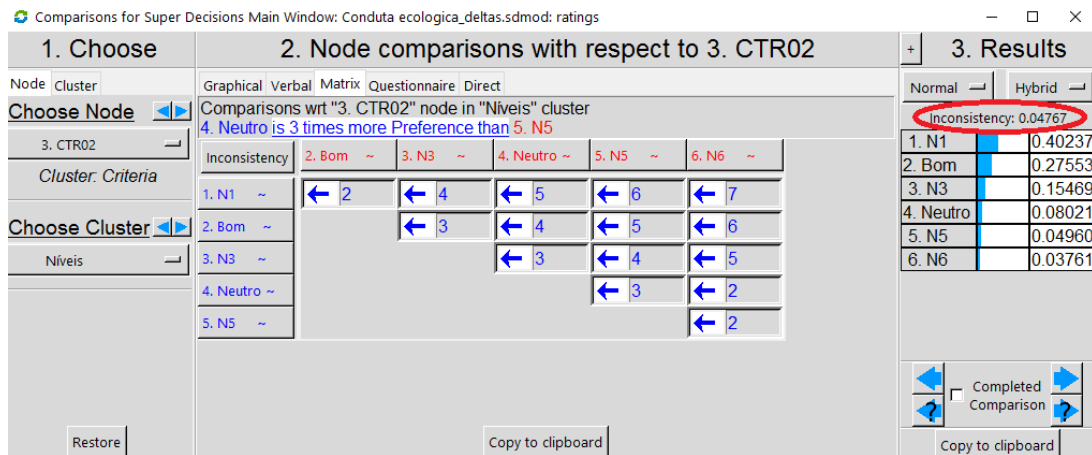 Comparisons for Super Decisions Main Window: Conduta ecologica_deltas.sdmod: ratings
1. Choose
Node Cluster
Choose Node
3. CTR02
Cluster: Criteria
Choose Cluster
Níveis
Restore
2. Node comparisons with respect to 3. CTR02
Graphical Verbal Matrix Questionnaire Direct
Comparisons wrt "3. CTR02" node in "Níveis" cluster
4. Neutro is 3 times more Preference than 5. N5
Inconsistency 2. Bom ~ 3. N3 ~ 4. Neutro ~ 5. N5 ~ 6. N6 ~
1. N1 ~ 2 4 5 6 7
2. Bom ~ 3 4 5 6
3. N3 ~ 3 4 5
4. Neutro ~ 3 2
5. N5 ~ 2
Copy to clipboard
+ 3. Results
Normal Hybrid
Inconsistency: 0.04767
1. N1 0.40237
2. Bom 0.27553
3. N3 0.15469
4. Neutro 0.08021
5. N5 0.04960
6. N6 0.03761
Completed
Comparison
? ?
Copy to clipboard